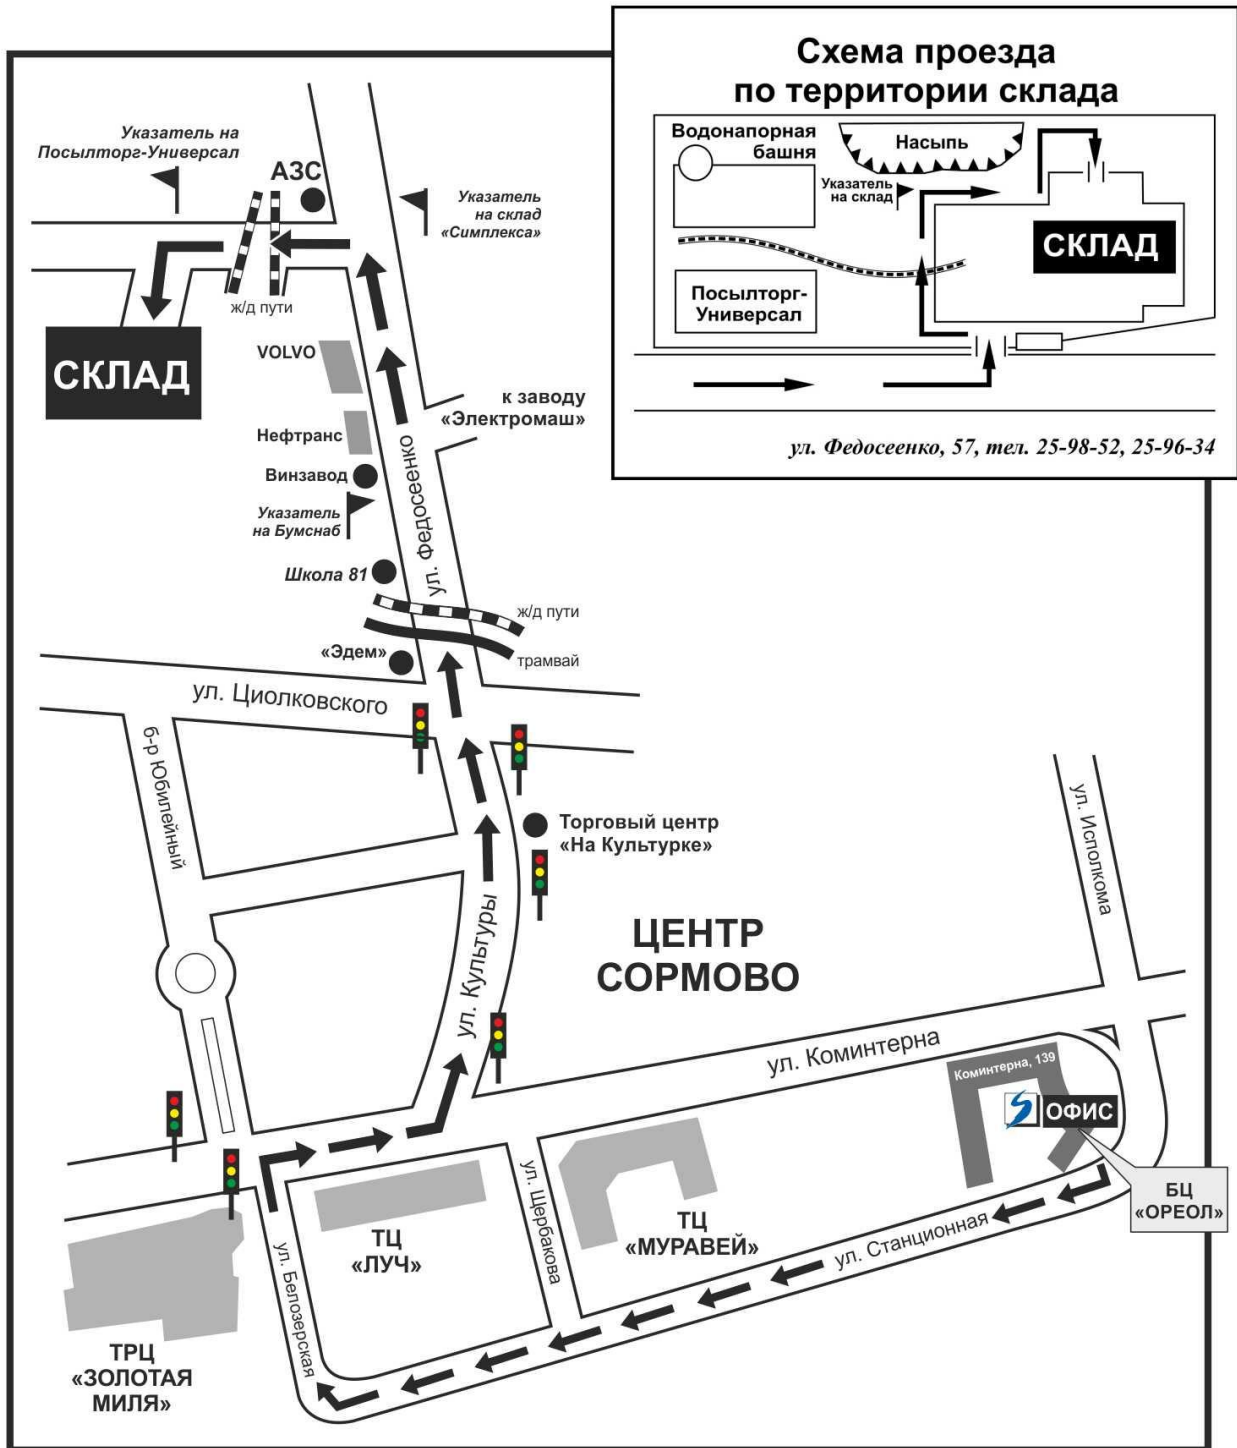 Схема проезда
по территории склада
Водонапорная
башня
Насыпь
Указатель
на склад
СКЛАД
Посылторг-
Универсал
ул. Федосеенко, 57, тел. 25-98-52, 25-96-34
Указатель на
Посылторг-Универсал
АЗС
Указатель
на склад
«Симплекса»
ж/д пути
СКЛАД
VOLVO
к заводу
«Электромаш»
Нефтранс
Винзавод
Указатель
на Бумснаб
ул. Федосеенко
Школа 81
ж/д пути
«Эдем»
трамвай
ул. Циолковского
б-р Юбилейный
Торговый центр
«На Культурке»
ул. Исполкома
ул. Культуры
ЦЕНТР
СОРМОВО
ул. Коминтерна
Коминтерна, 139
ОФИС
БЦ
«ОРЕОЛ»
ул. Щербакова
ТЦ
«ЛУЧ»
ТЦ
«МУРАВЕЙ»
ул. Станционная
ул. Белозерская
ТРЦ
«ЗОЛОТАЯ
МИЛЯ»